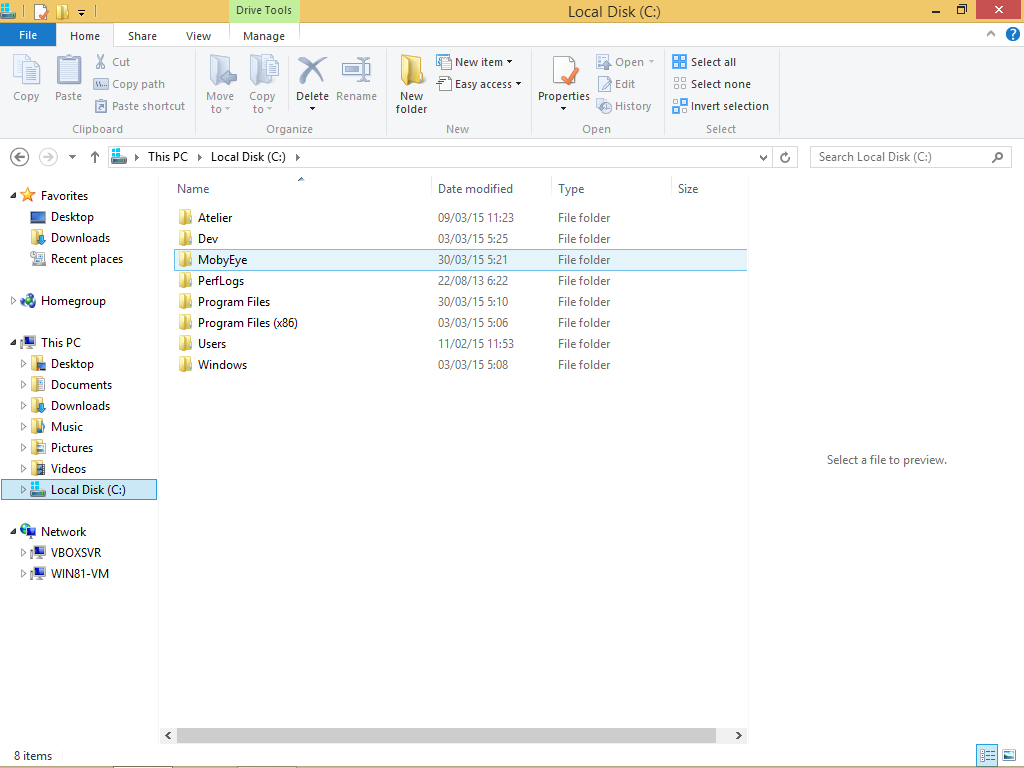 Drive Tools
Local Disk (C:)
File Home Share View Manage
Copy
Paste
Cut
Copy path
Paste shortcut
Clipboard
Move to
Copy to
Delete
Rename
Organize
New folder
New item
Easy access
New
Properties
Open
Edit
History
Open
Select all
Select none
Invert selection
Select
This PC Local Disk (C:)
Search Local Disk (C:)
Favorites
Desktop
Downloads
Recent places
Homegroup
This PC
Desktop
Documents
Downloads
Music
Pictures
Videos
Local Disk (C:)
Network
VBOXSVR
WIN81-VM
Name Date modified Type Size
Atelier 09/03/15 11:23 File folder
Dev 03/03/15 5:25 File folder
MobyEye 30/03/15 5:21 File folder
PerfLogs 22/08/13 6:22 File folder
Program Files 30/03/15 5:10 File folder
Program Files (x86) 03/03/15 5:06 File folder
Users 11/02/15 11:53 File folder
Windows 03/03/15 5:08 File folder
Select a file to preview.
8 items